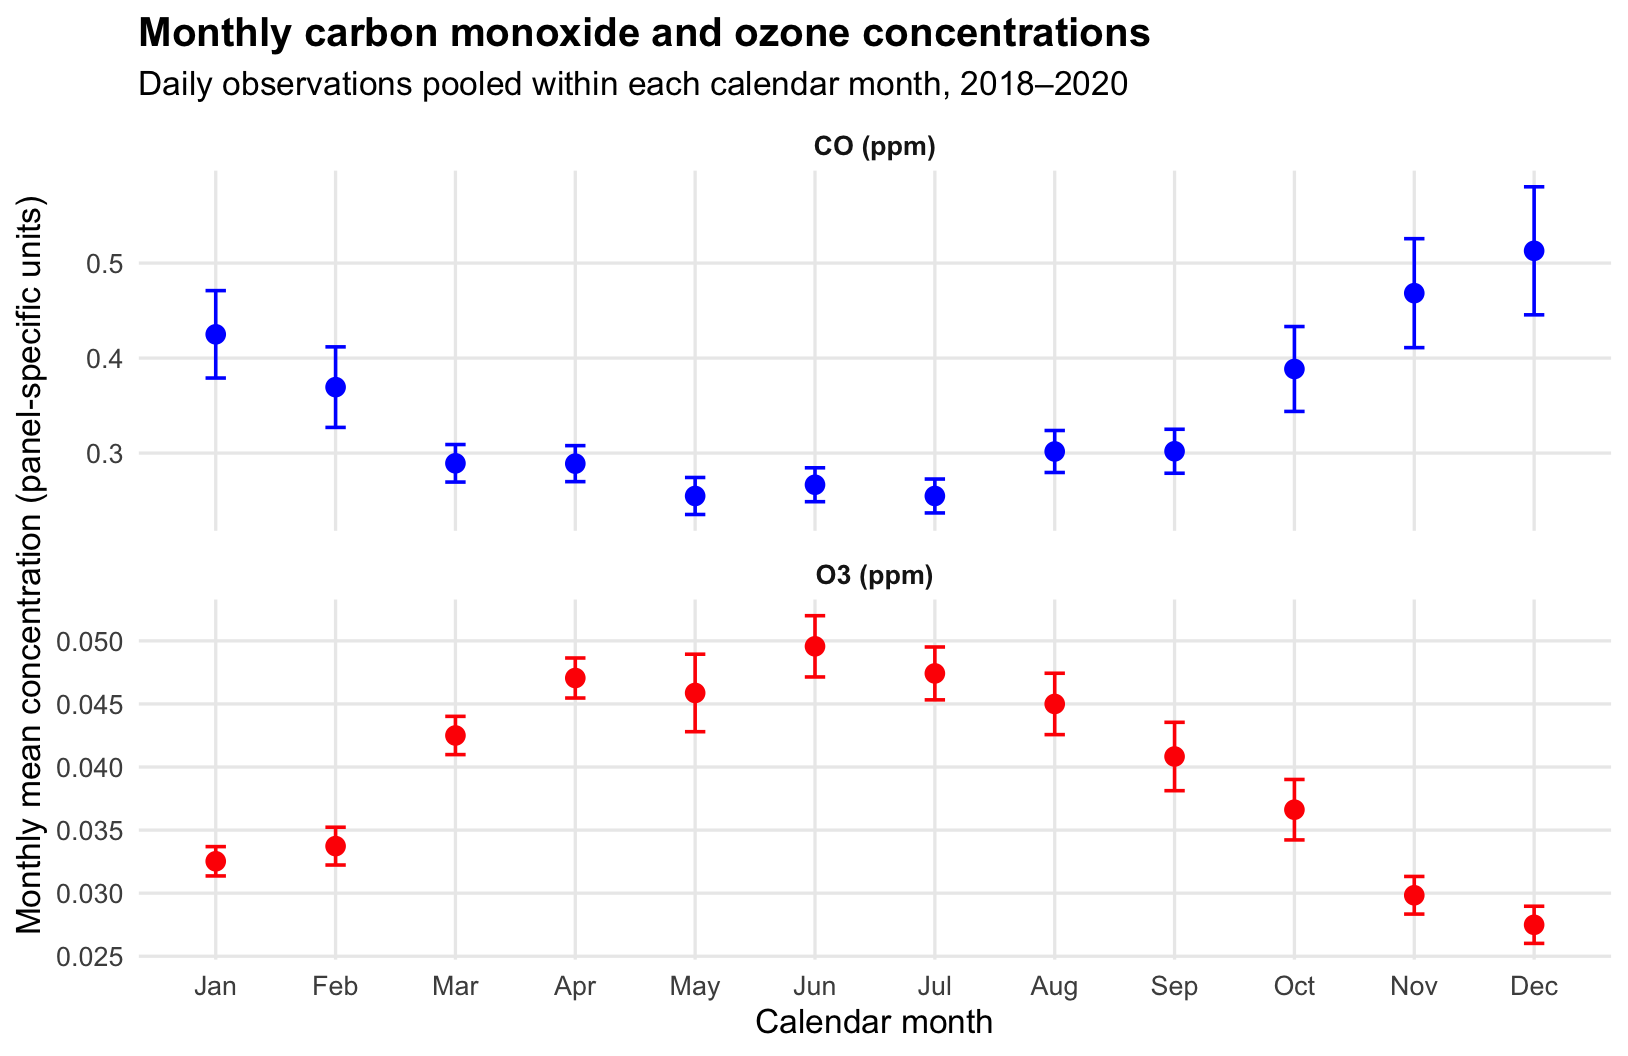 Monthly carbon monoxide and ozone concentrations
Daily observations pooled within each calendar month, 2018–2020
Monthly mean concentration (panel-specific units)
CO (ppm)
0.5
0.4
0.3
O3 (ppm)
0.050
0.045
0.040
0.035
0.030
0.025
Jan Feb Mar Apr May Jun Jul Aug Sep Oct Nov Dec
Calendar month